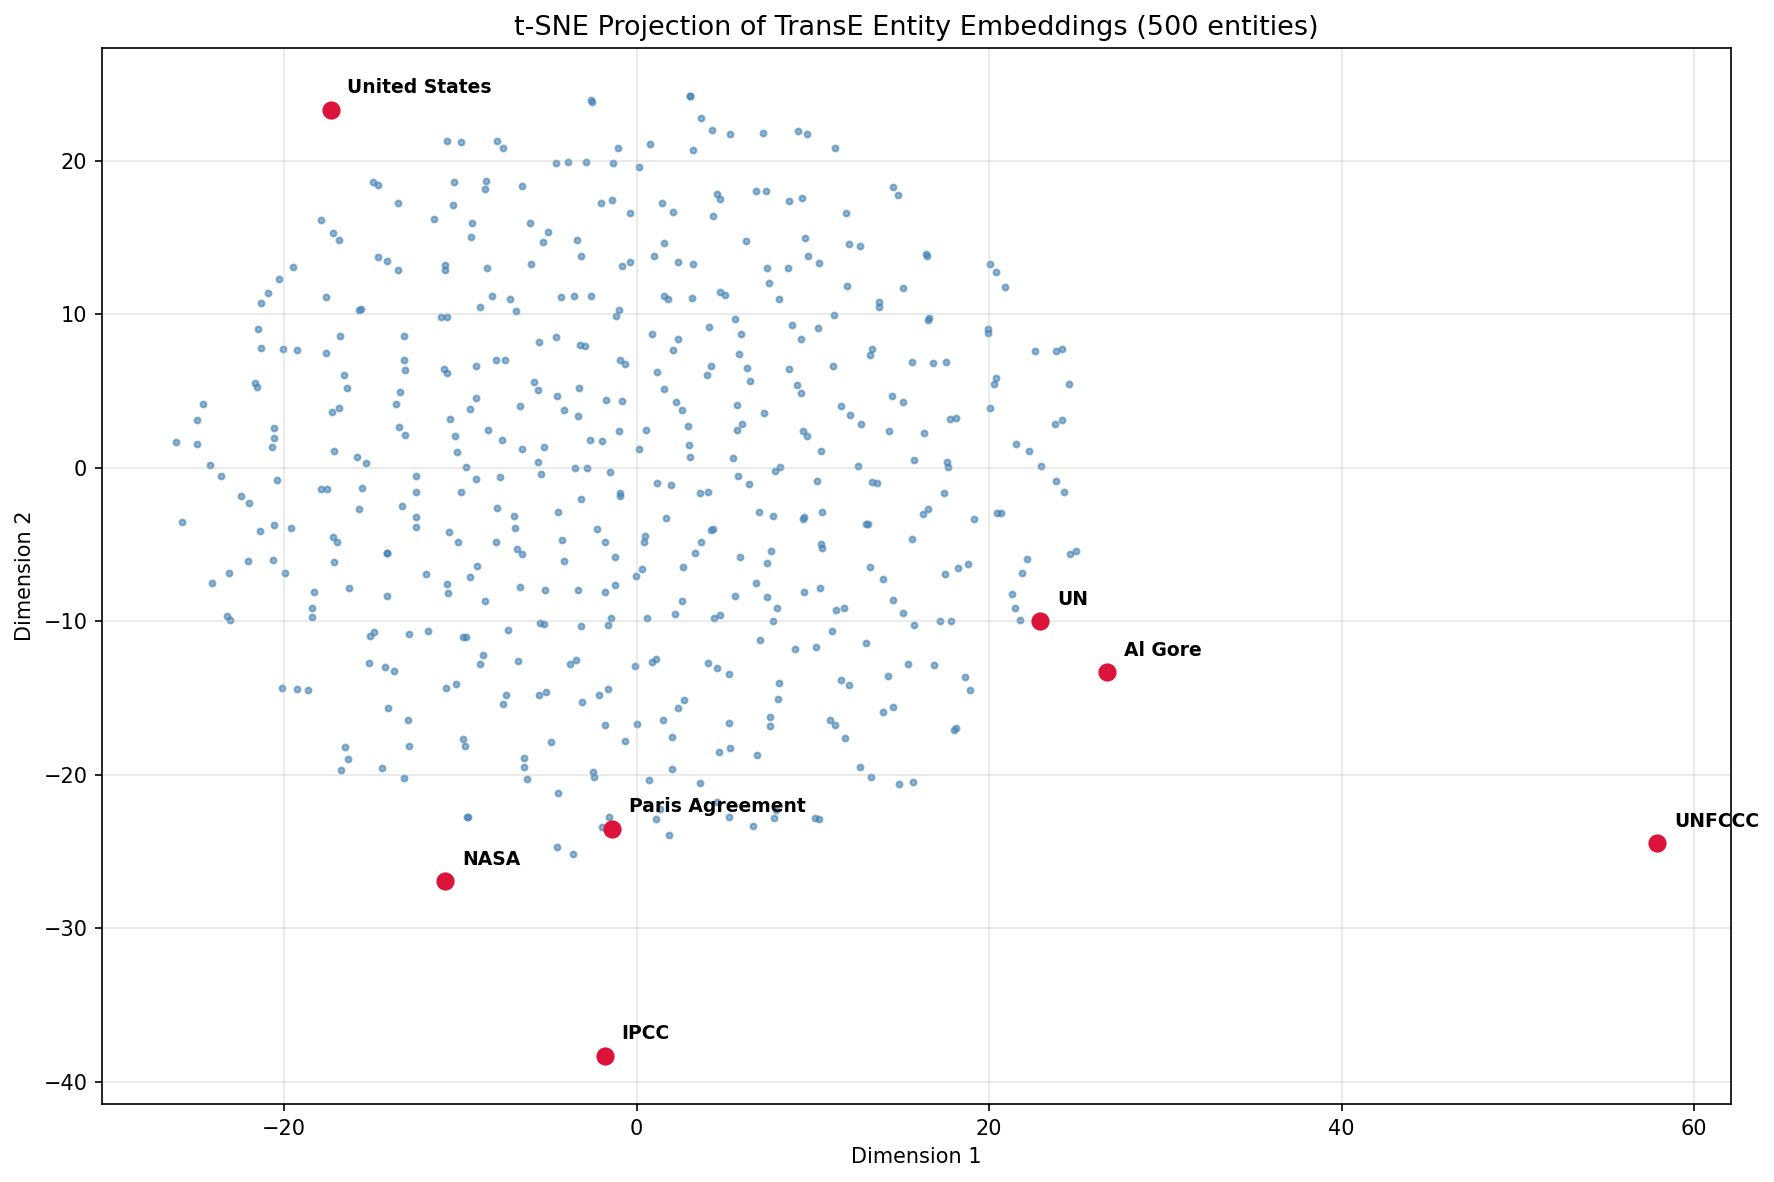 t-SNE Projection of TransE Entity Embeddings (500 entities)
United States
20
10
0
−10
−20
−30
−40
Dimension 2
UN
Al Gore
Paris Agreement
UNFCCC
NASA
IPCC
−20
0
20
40
60
Dimension 1